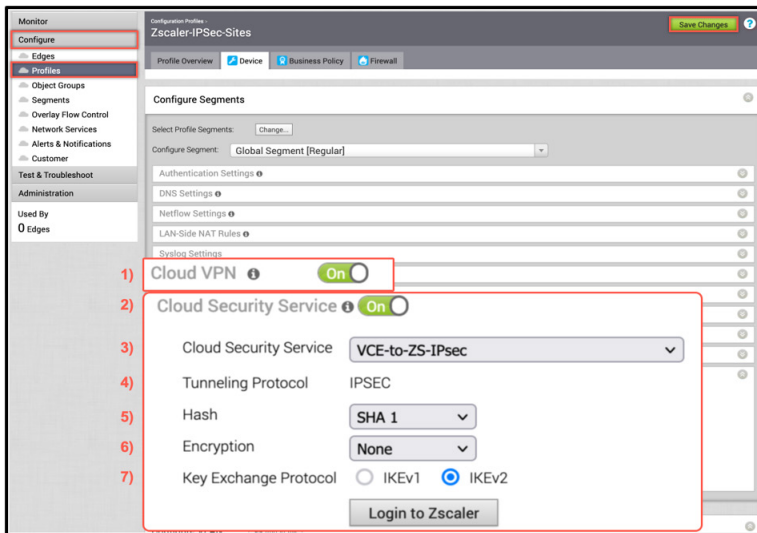 Monitor
Configure
Edges
Profiles
Object Groups
Segments
Overlay Flow Control
Network Services
Alerts & Notifications
Customer
Test & Troubleshoot
Administration
Used By
0 Edges
Configuration Profiles -
Zscaler-IPSec-Sites
Save Changes ?
Profile Overview Device Business Policy Firewall
Configure Segments
Select Profile Segments: Change...
Configure Segment: Global Segment [Regular]
Authentication Settings
DNS Settings
Netflow Settings
LAN-Side NAT Rules
Syslog Settings
1) Cloud VPN On
2) Cloud Security Service On
3) Cloud Security Service VCE-to-ZS-IPsec
4) Tunneling Protocol IPSEC
5) Hash SHA 1
6) Encryption None
7) Key Exchange Protocol IKEv1 IKEv2
Login to Zscaler